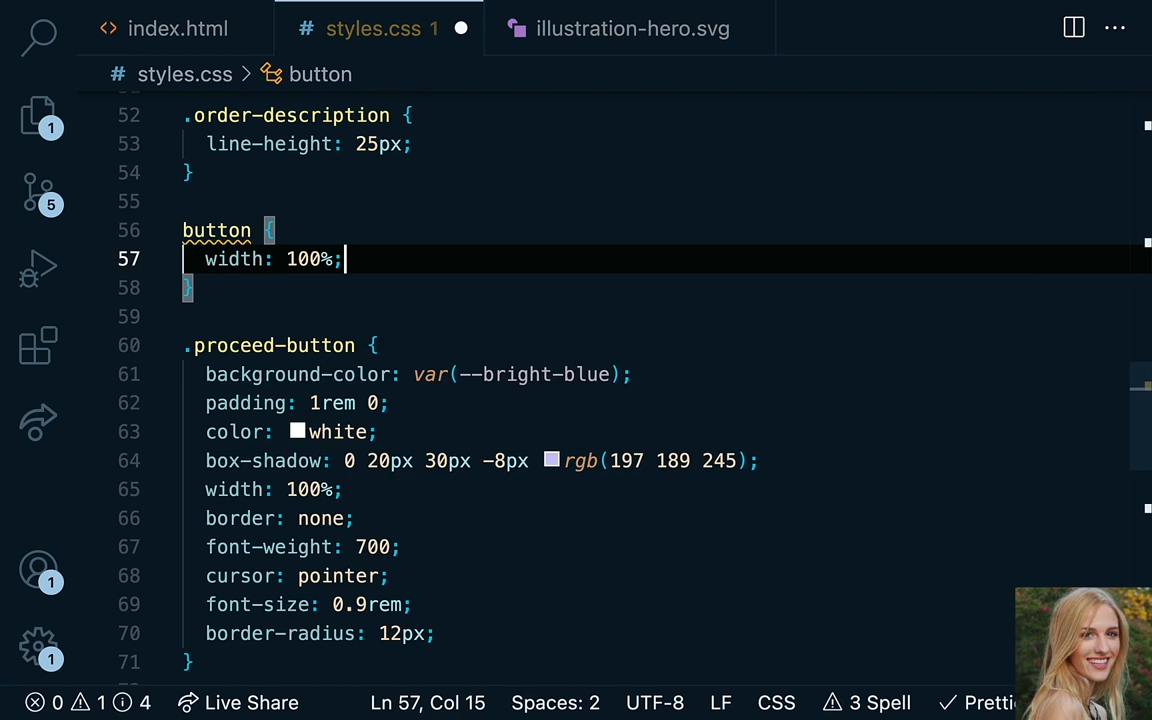 index.html
styles.css 1
illustration-hero.svg
styles.css > button
1
5
1
1
52 .order-description {
53 line-height: 25px;
54 }
55
56 button {
57 width: 100%;
58 }
59
60 .proceed-button {
61 background-color: var(--bright-blue);
62 padding: 1rem 0;
63 color: white;
64 box-shadow: 0 20px 30px -8px rgb(197 189 245);
65 width: 100%;
66 border: none;
67 font-weight: 700;
68 cursor: pointer;
69 font-size: 0.9rem;
70 border-radius: 12px;
71 }
0 1 4 Live Share Ln 57, Col 15 Spaces: 2 UTF-8 LF CSS 3 Spell Pretti